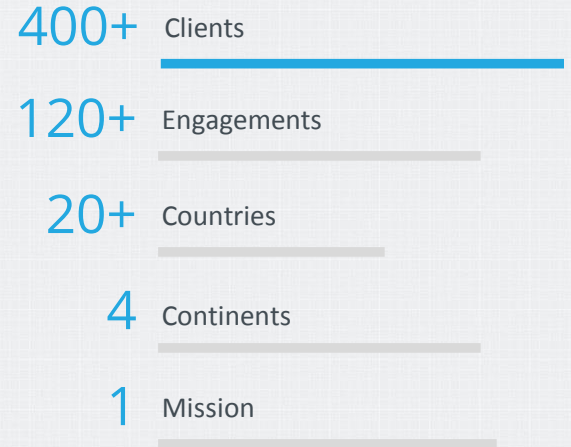 400+ Clients
120+ Engagements
20+ Countries
4 Continents
1 Mission